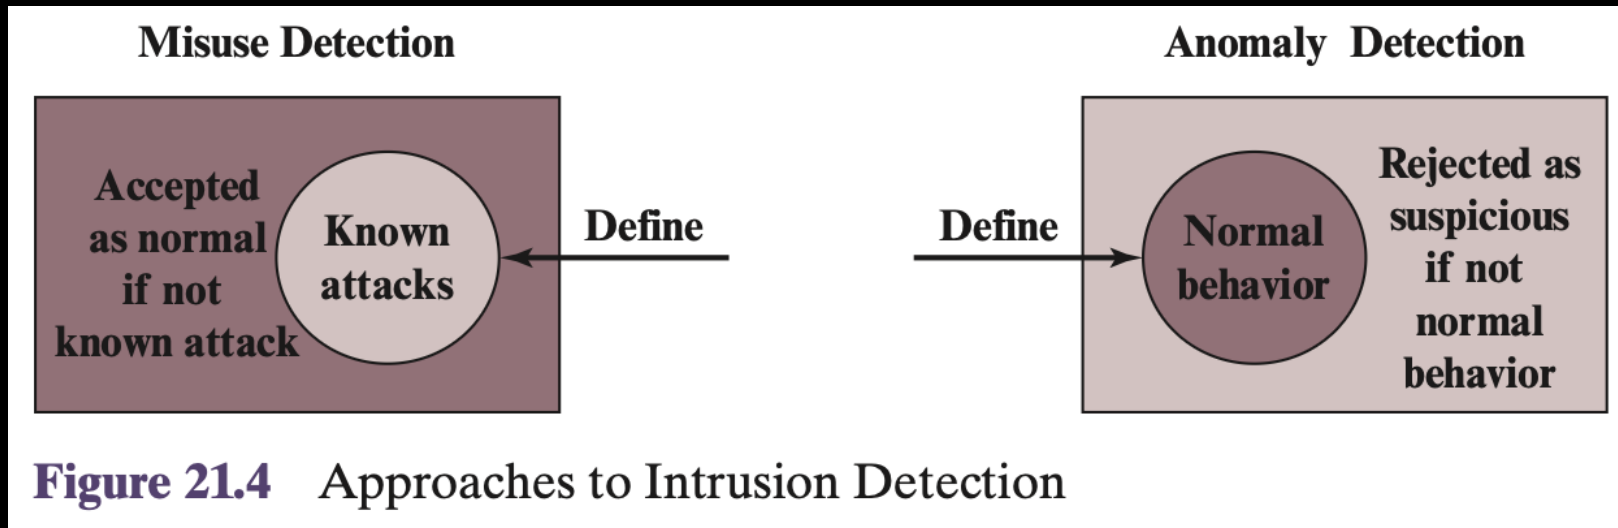 Misuse Detection
Anomaly Detection
Accepted
as normal
if not
known attack
Known
attacks
Define
Define
Normal
behavior
Rejected as
suspicious
if not
normal
behavior
Figure 21.4 Approaches to Intrusion Detection